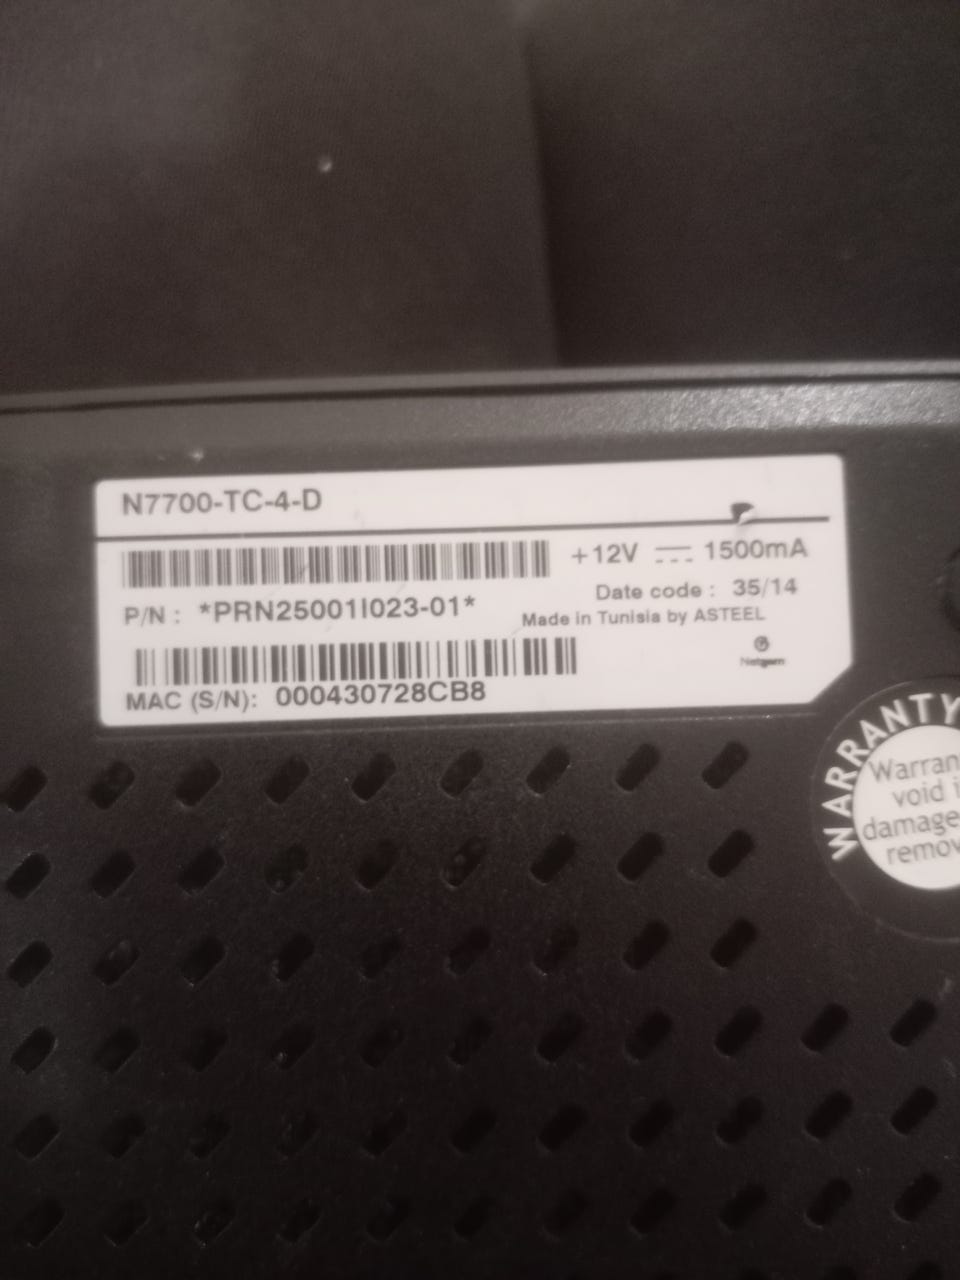 N7700-TC-4-D
+12V ⎓ 1500mA
P/N : *PRN25001I023-01*
Date code : 35/14
Made in Tunisia by ASTEEL
MAC (S/N): 000430728CB8
Netgem
WARRANTY
Warran
void i
damage
remov